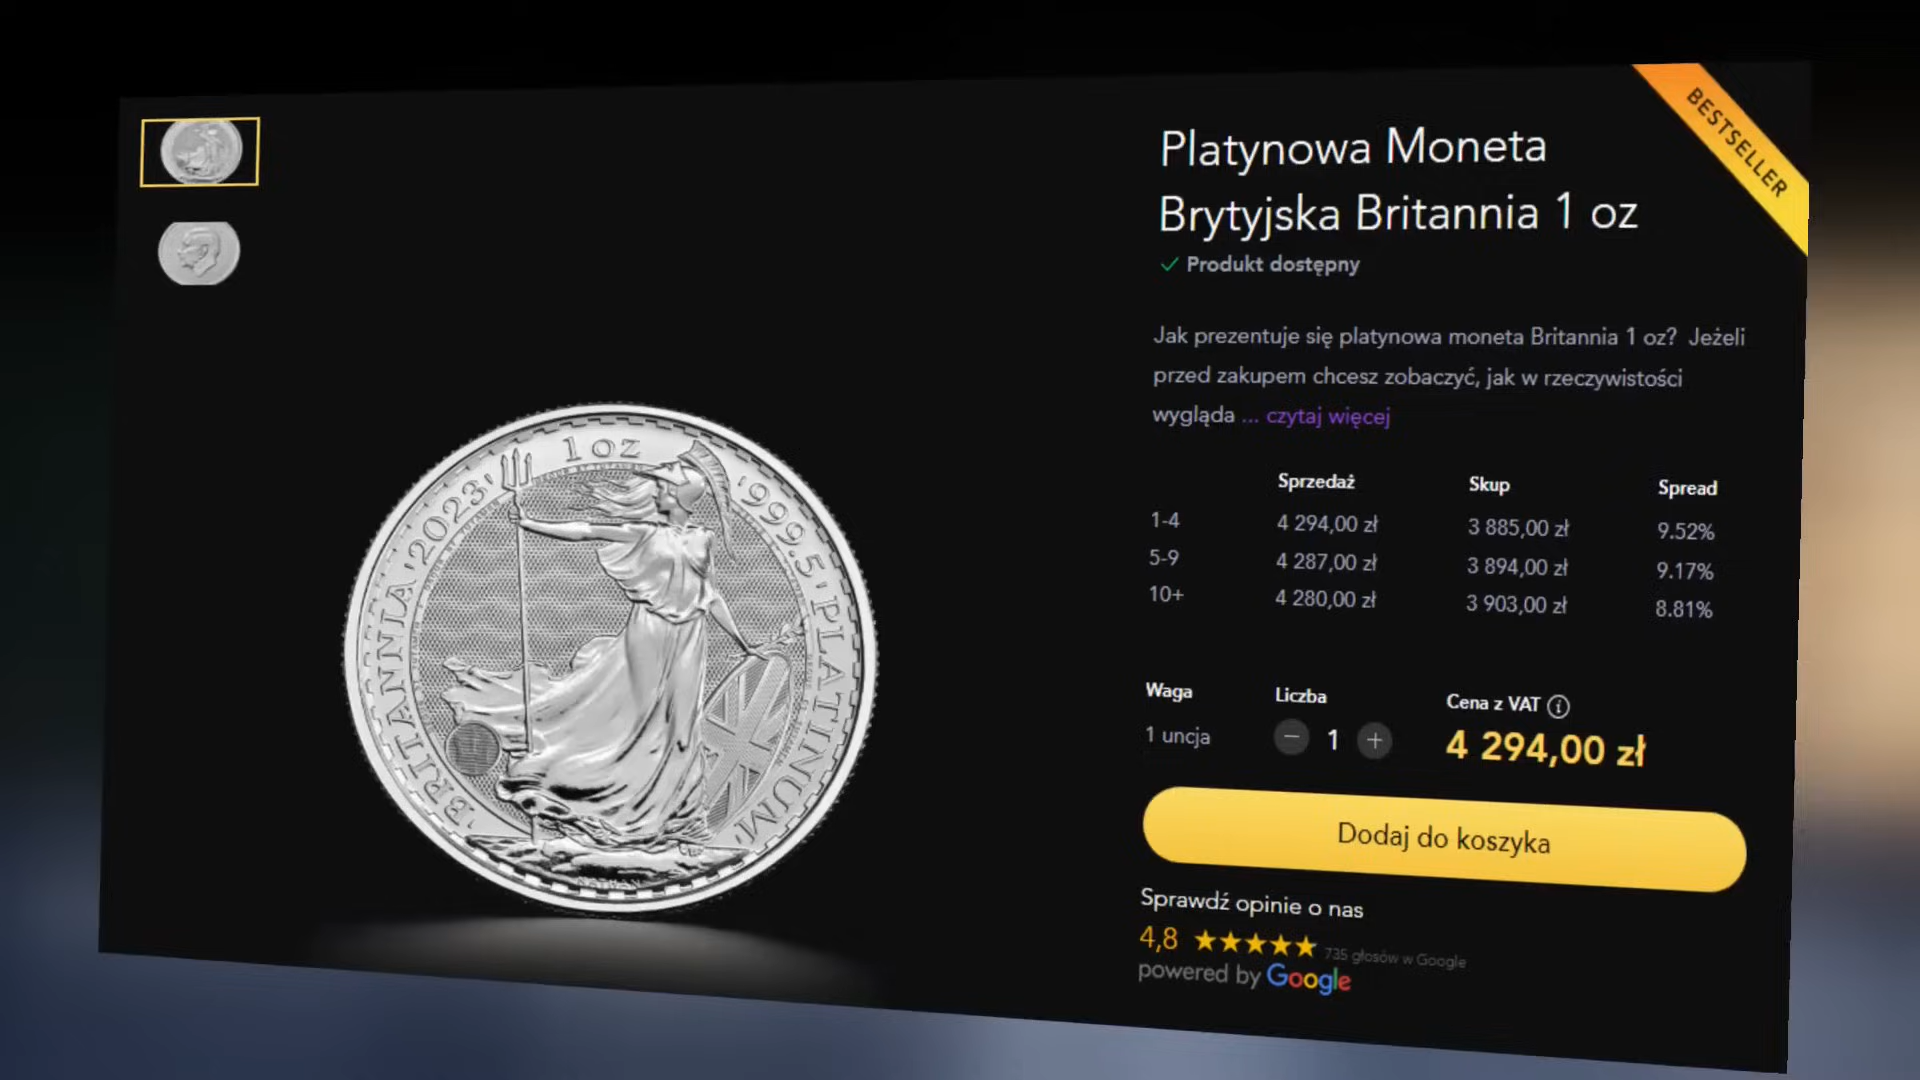 BESTSELLER
Platynowa Moneta
Brytyjska Britannia 1 oz
Produkt dostępny
Jak prezentuje się platynowa moneta Britannia 1 oz? Jeżeli
przed zakupem chcesz zobaczyć, jak w rzeczywistości
wygląda ... czytaj więcej
Sprzedaż Skup Spread
1-4 4 294,00 zł 3 885,00 zł 9.52%
5-9 4 287,00 zł 3 894,00 zł 9.17%
10+ 4 280,00 zł 3 903,00 zł 8.81%
Waga Liczba Cena z VAT
1 uncja − 1 + 4 294,00 zł
Dodaj do koszyka
Sprawdź opinie o nas
4,8 735 głosów w Google
powered by Google
1 oz
'BRITANNIA' 2023' '999.5' PLATINUM'
NATHAN